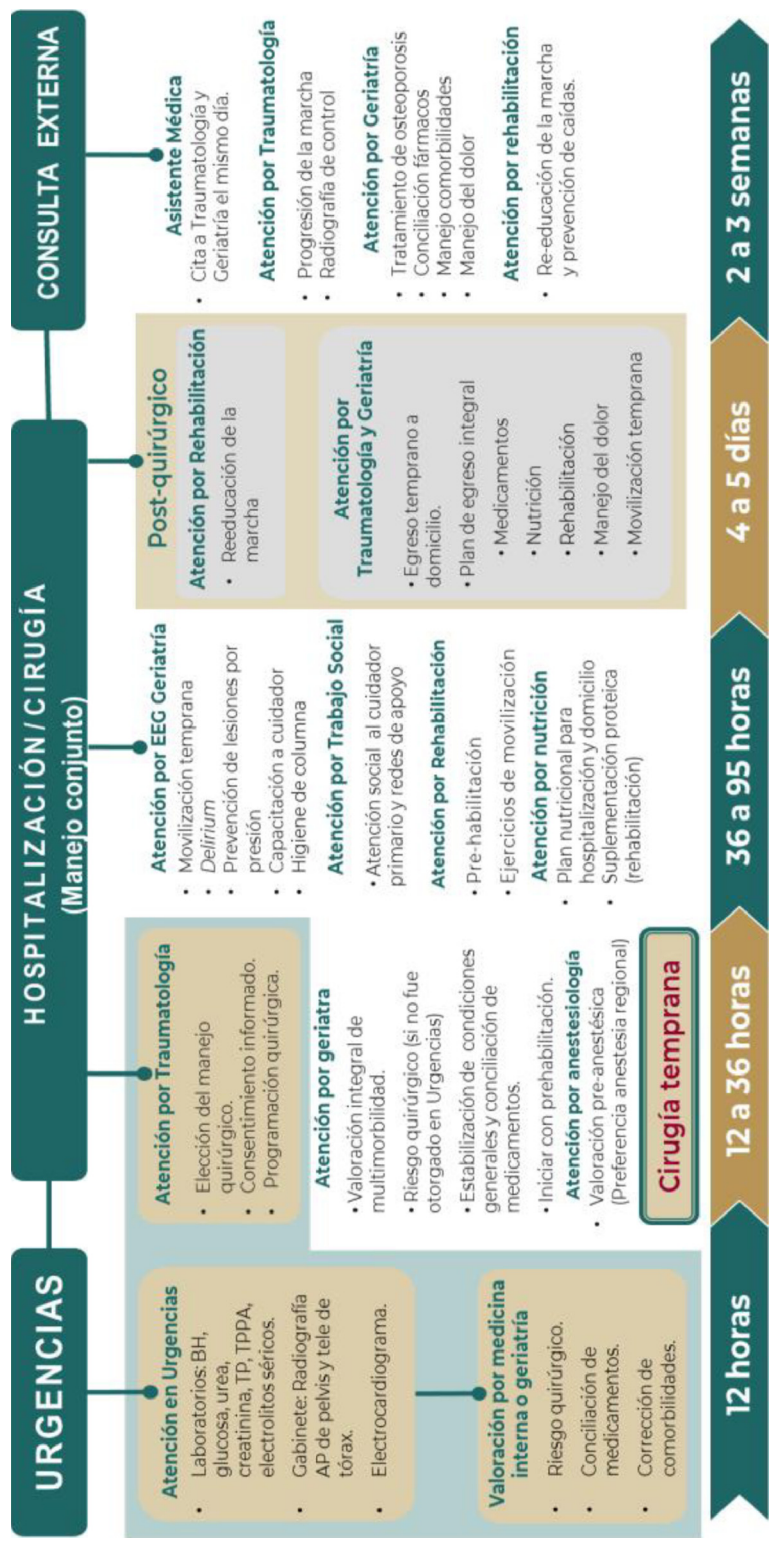 URGENCIAS
Atención en Urgencias
• Laboratorios: BH,
glucosa, urea,
creatinina, TP, TPPA,
electrolitos séricos.
• Gabinete: Radiografía
AP de pelvis y tele de
tórax.
• Electrocardiograma.
Valoración por medicina
interna o geriatría
• Riesgo quirúrgico.
• Conciliación de
medicamentos.
• Corrección de
comorbilidades.
HOSPITALIZACIÓN/CIRUGÍA
(Manejo conjunto)
Atención por Traumatología
• Elección del manejo
quirúrgico.
• Consentimiento informado.
• Programación quirúrgica.
Atención por geriatra
• Valoración integral de
multimorbilidad.
• Riesgo quirúrgico (si no fue
otorgado en Urgencias)
• Estabilización de condiciones
generales y conciliación de
medicamentos.
• Iniciar con prehabilitación.
Atención por anestesiología
• Valoración pre-anestésica
(Preferencia anestesia regional)
Cirugía temprana
Atención por EEG Geriatría
• Movilización temprana
• Delirium
• Prevención de lesiones por
presión
• Capacitación a cuidador
• Higiene de columna
Atención por Trabajo Social
• Atención social al cuidador
primario y redes de apoyo
Atención por Rehabilitación
• Pre-habilitación
• Ejercicios de movilización
Atención por nutrición
• Plan nutricional para
hospitalización y domicilio
• Suplementación proteica
(rehabilitación)
Post-quirúrgico
Atención por Rehabilitación
• Reeducación de la
marcha
Atención por
Traumatología y Geriatría
• Egreso temprano a
domicilio.
• Plan de egreso integral
• Medicamentos
• Nutrición
• Rehabilitación
• Manejo del dolor
• Movilización temprana
CONSULTA EXTERNA
Asistente Médica
• Cita a Traumatología y
Geriatría el mismo día.
Atención por Traumatología
• Progresión de la marcha
• Radiografía de control
Atención por Geriatría
• Tratamiento de osteoporosis
• Conciliación fármacos
• Manejo comorbilidades
• Manejo del dolor
Atención por rehabilitación
• Re-educación de la marcha
y prevención de caídas.
12 horas
12 a 36 horas
36 a 95 horas
4 a 5 días
2 a 3 semanas